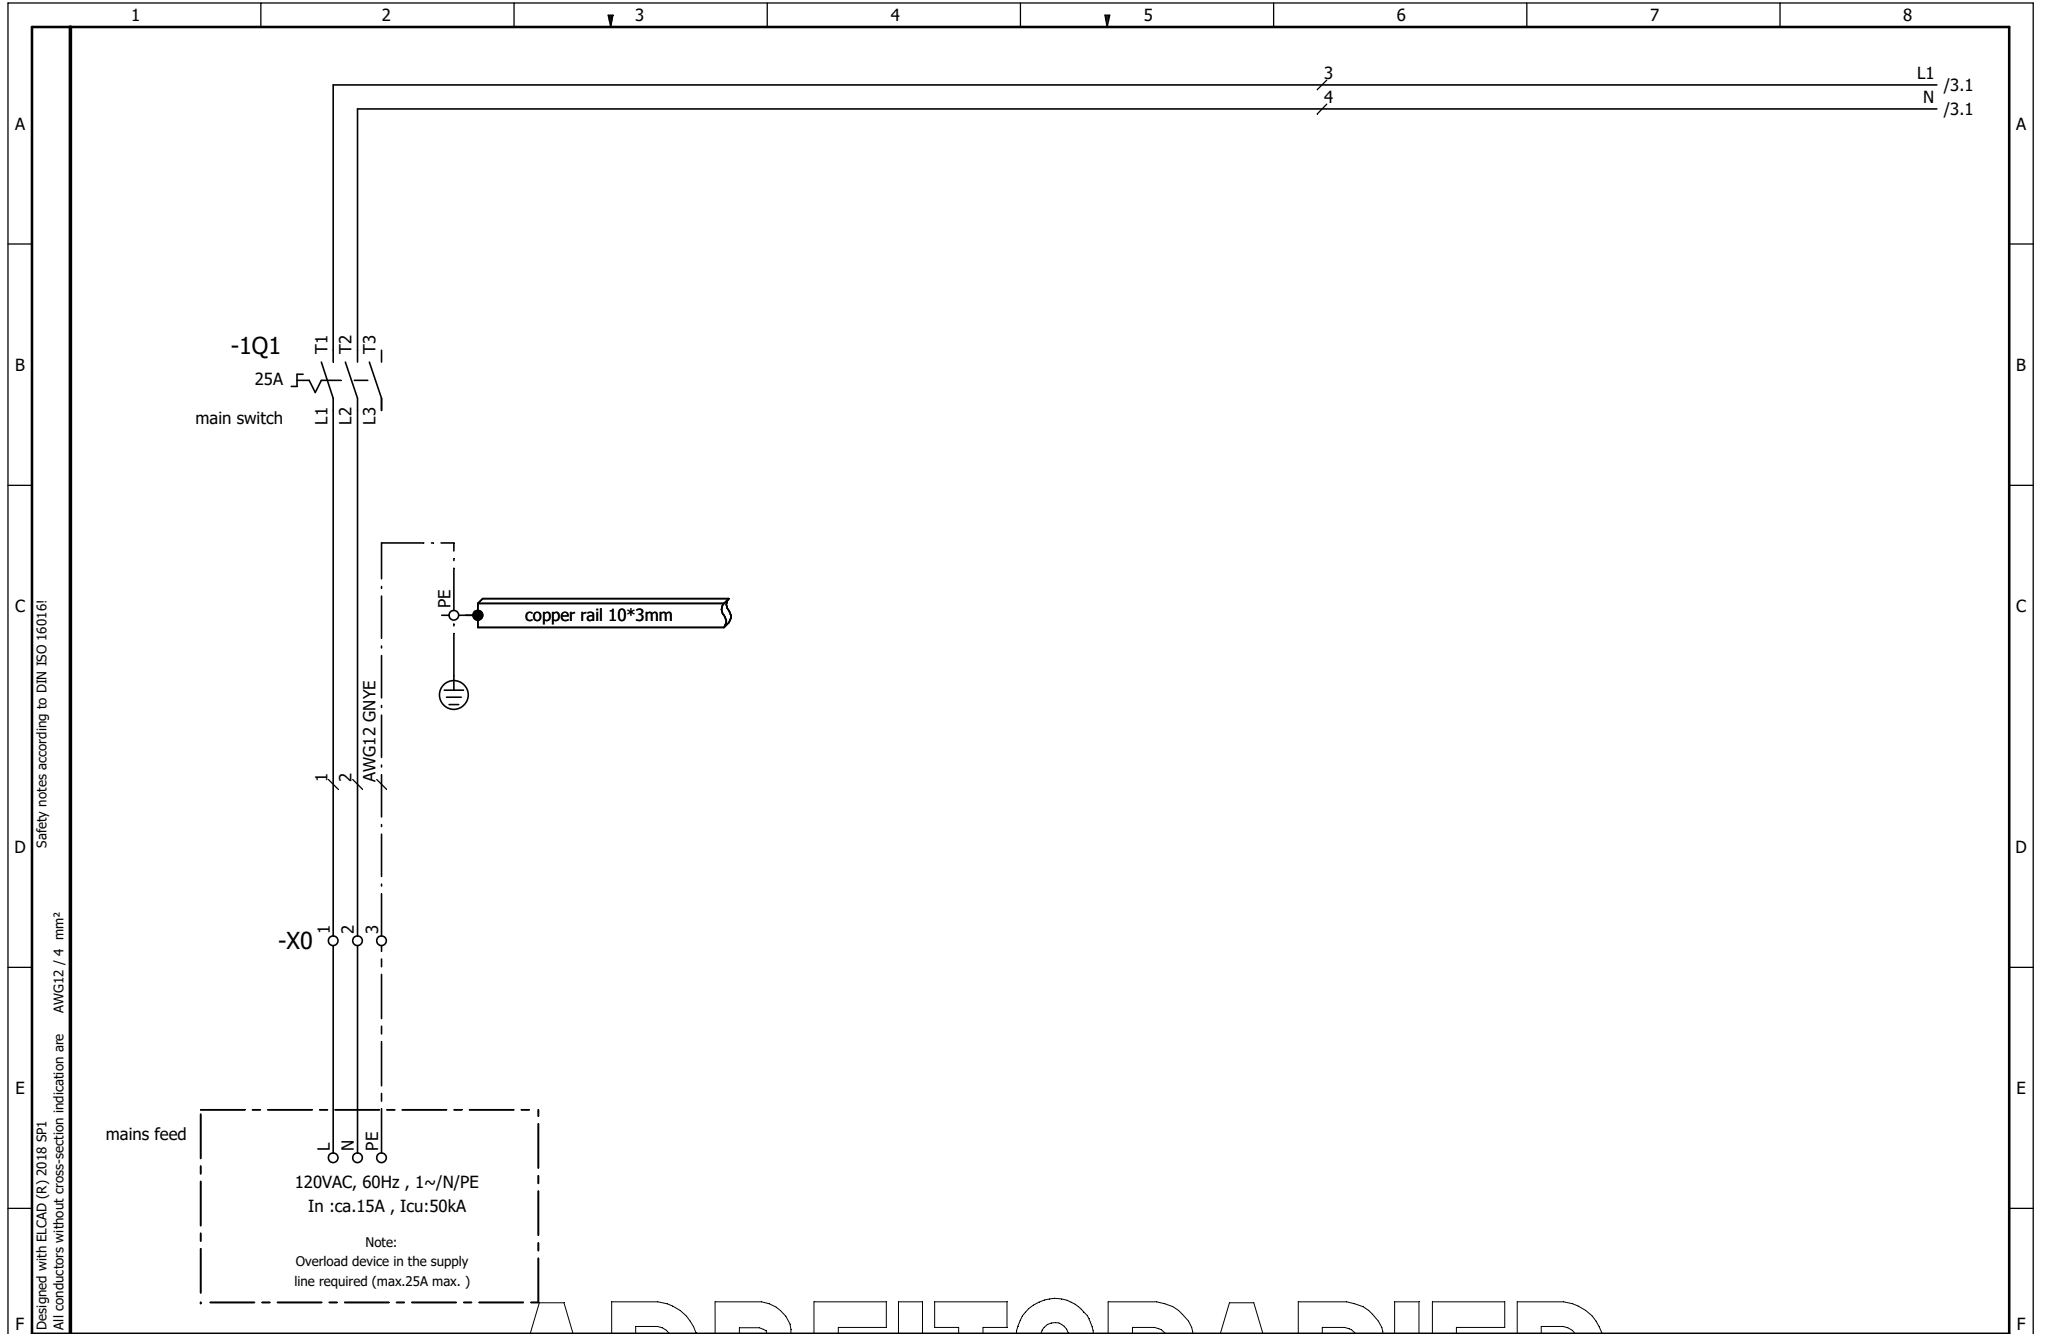 1 2 3 4 5 6 7 8
3 L1 /3.1
4 N /3.1
A A
-1Q1 T1 T2 T3
B B
25A
main switch L1 L2 L3
PE
C copper rail 10*3mm C
AWG12 GNYE
1 2
D D
-X0 1 2 3
E E
mains feed L N PE
120VAC, 60Hz , 1~/N/PE
In :ca.15A , Icu:50kA
Note:
Overload device in the supply
line required (max.25A max. )
F F
Safety notes according to DIN ISO 16016!
Designed with ELCAD (R) 2018 SP1
All conductors without cross-section indication are AWG12 / 4 mm²